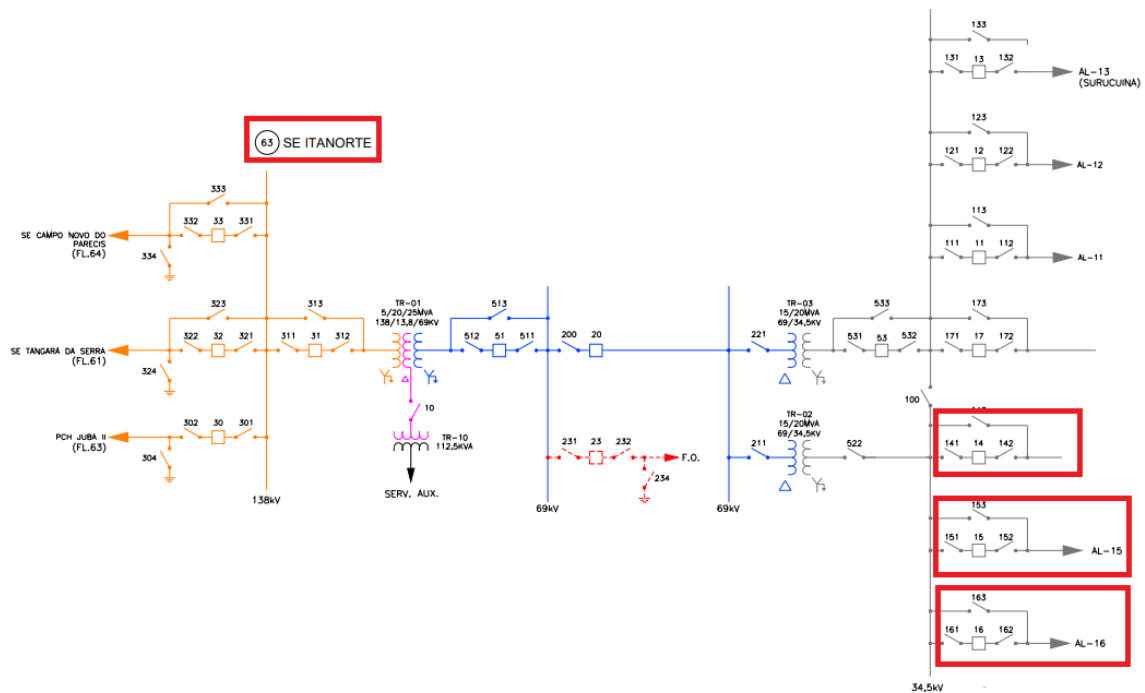 133
131 13 132
AL-13
(SURUCUINA)
63 SE ITANORTE
123
121 12 122
AL-12
333
332 33 331
SE CAMPO NOVO DO
PARECIS
(FL.64)
334
113
111 11 112
AL-11
TR-01
5/20/25MVA
138/13,8/69KV
TR-03
15/20MVA
69/34,5KV
323
313
513
533
173
322 32 321
311 31 312
512 51 511
200 20
221
531 53 532
171 17 172
SE TANGARÁ DA SERRA
(FL.61)
324
10
100
302 30 301
PCH JUBA II
(FL.63)
304
TR-10
112,5KVA
TR-02
15/20MVA
69/34,5KV
231 23 232
F.O.
234
211
522
141 14 142
SERV. AUX.
138kV
69kV
69kV
153
151 15 152
AL-15
163
161 16 162
AL-16
34,5kV